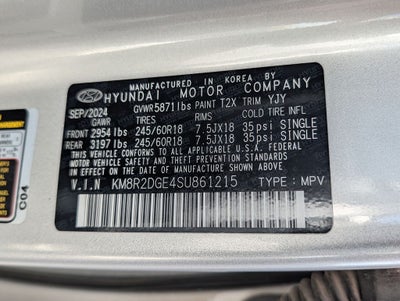 MANUFACTURED IN KOREA BY
HYUNDAI MOTOR COMPANY
SEP/2024 GVWR5871lbs PAINT T2X TRIM YJY
GAWR TIRES RIMS COLD TIRE INFL
FRONT 2954 lbs 245/60R18 7.5JX18 35psi SINGLE
REAR 3197 lbs 245/60R18 7.5JX18 35psi SINGLE
THIS VEHICLE CONFORMS TO ALL APPLICABLE U.S. FEDERAL
MOTOR VEHICLE SAFETY, BUMPER, AND THEFT PREVENTION
STANDARDS IN EFFECT ON THE DATE OF MANUFACTURE SHOWN ABOVE
V.I.N KM8R2DGE4SU861215 TYPE : MPV
C04